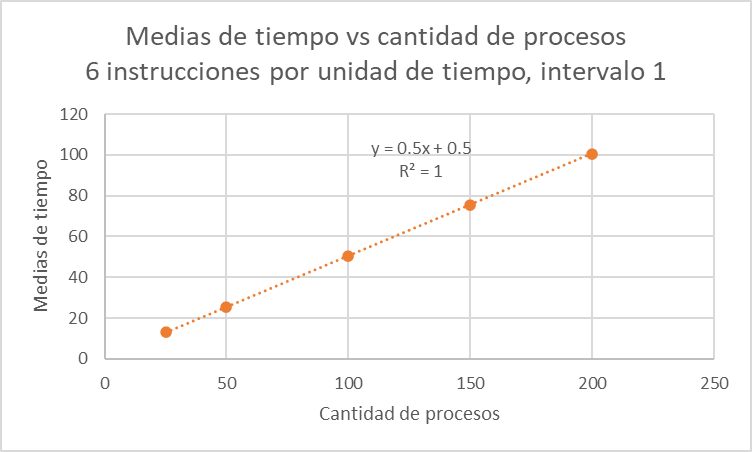 Medias de tiempo vs cantidad de procesos
6 instrucciones por unidad de tiempo, intervalo 1
y = 0.5x + 0.5
R² = 1
Medias de tiempo
120
100
80
60
40
20
0
0 50 100 150 200 250
Cantidad de procesos